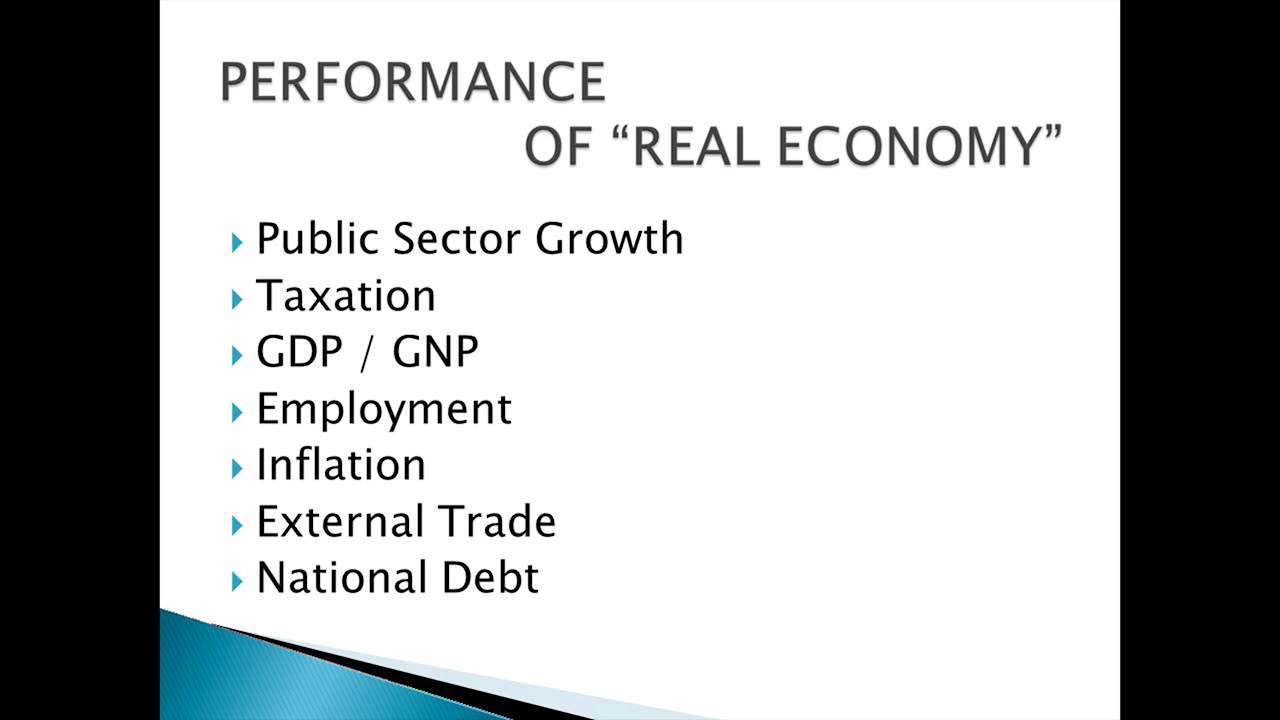 PERFORMANCE
OF “REAL ECONOMY”
Public Sector Growth
Taxation
GDP / GNP
Employment
Inflation
External Trade
National Debt